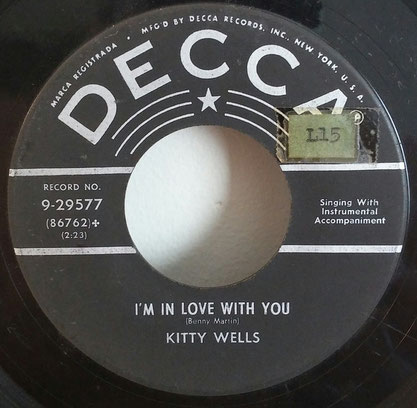 MARCA REGISTRADA • MFG'D BY DECCA RECORDS, INC., NEW YORK, U.S.A.
DECCA
L15
RECORD NO.
9-29577
(86762)+
(2:23)
Singing With
Instrumental
Accompaniment
I'M IN LOVE WITH YOU
(Benny Martin)
KITTY WELLS